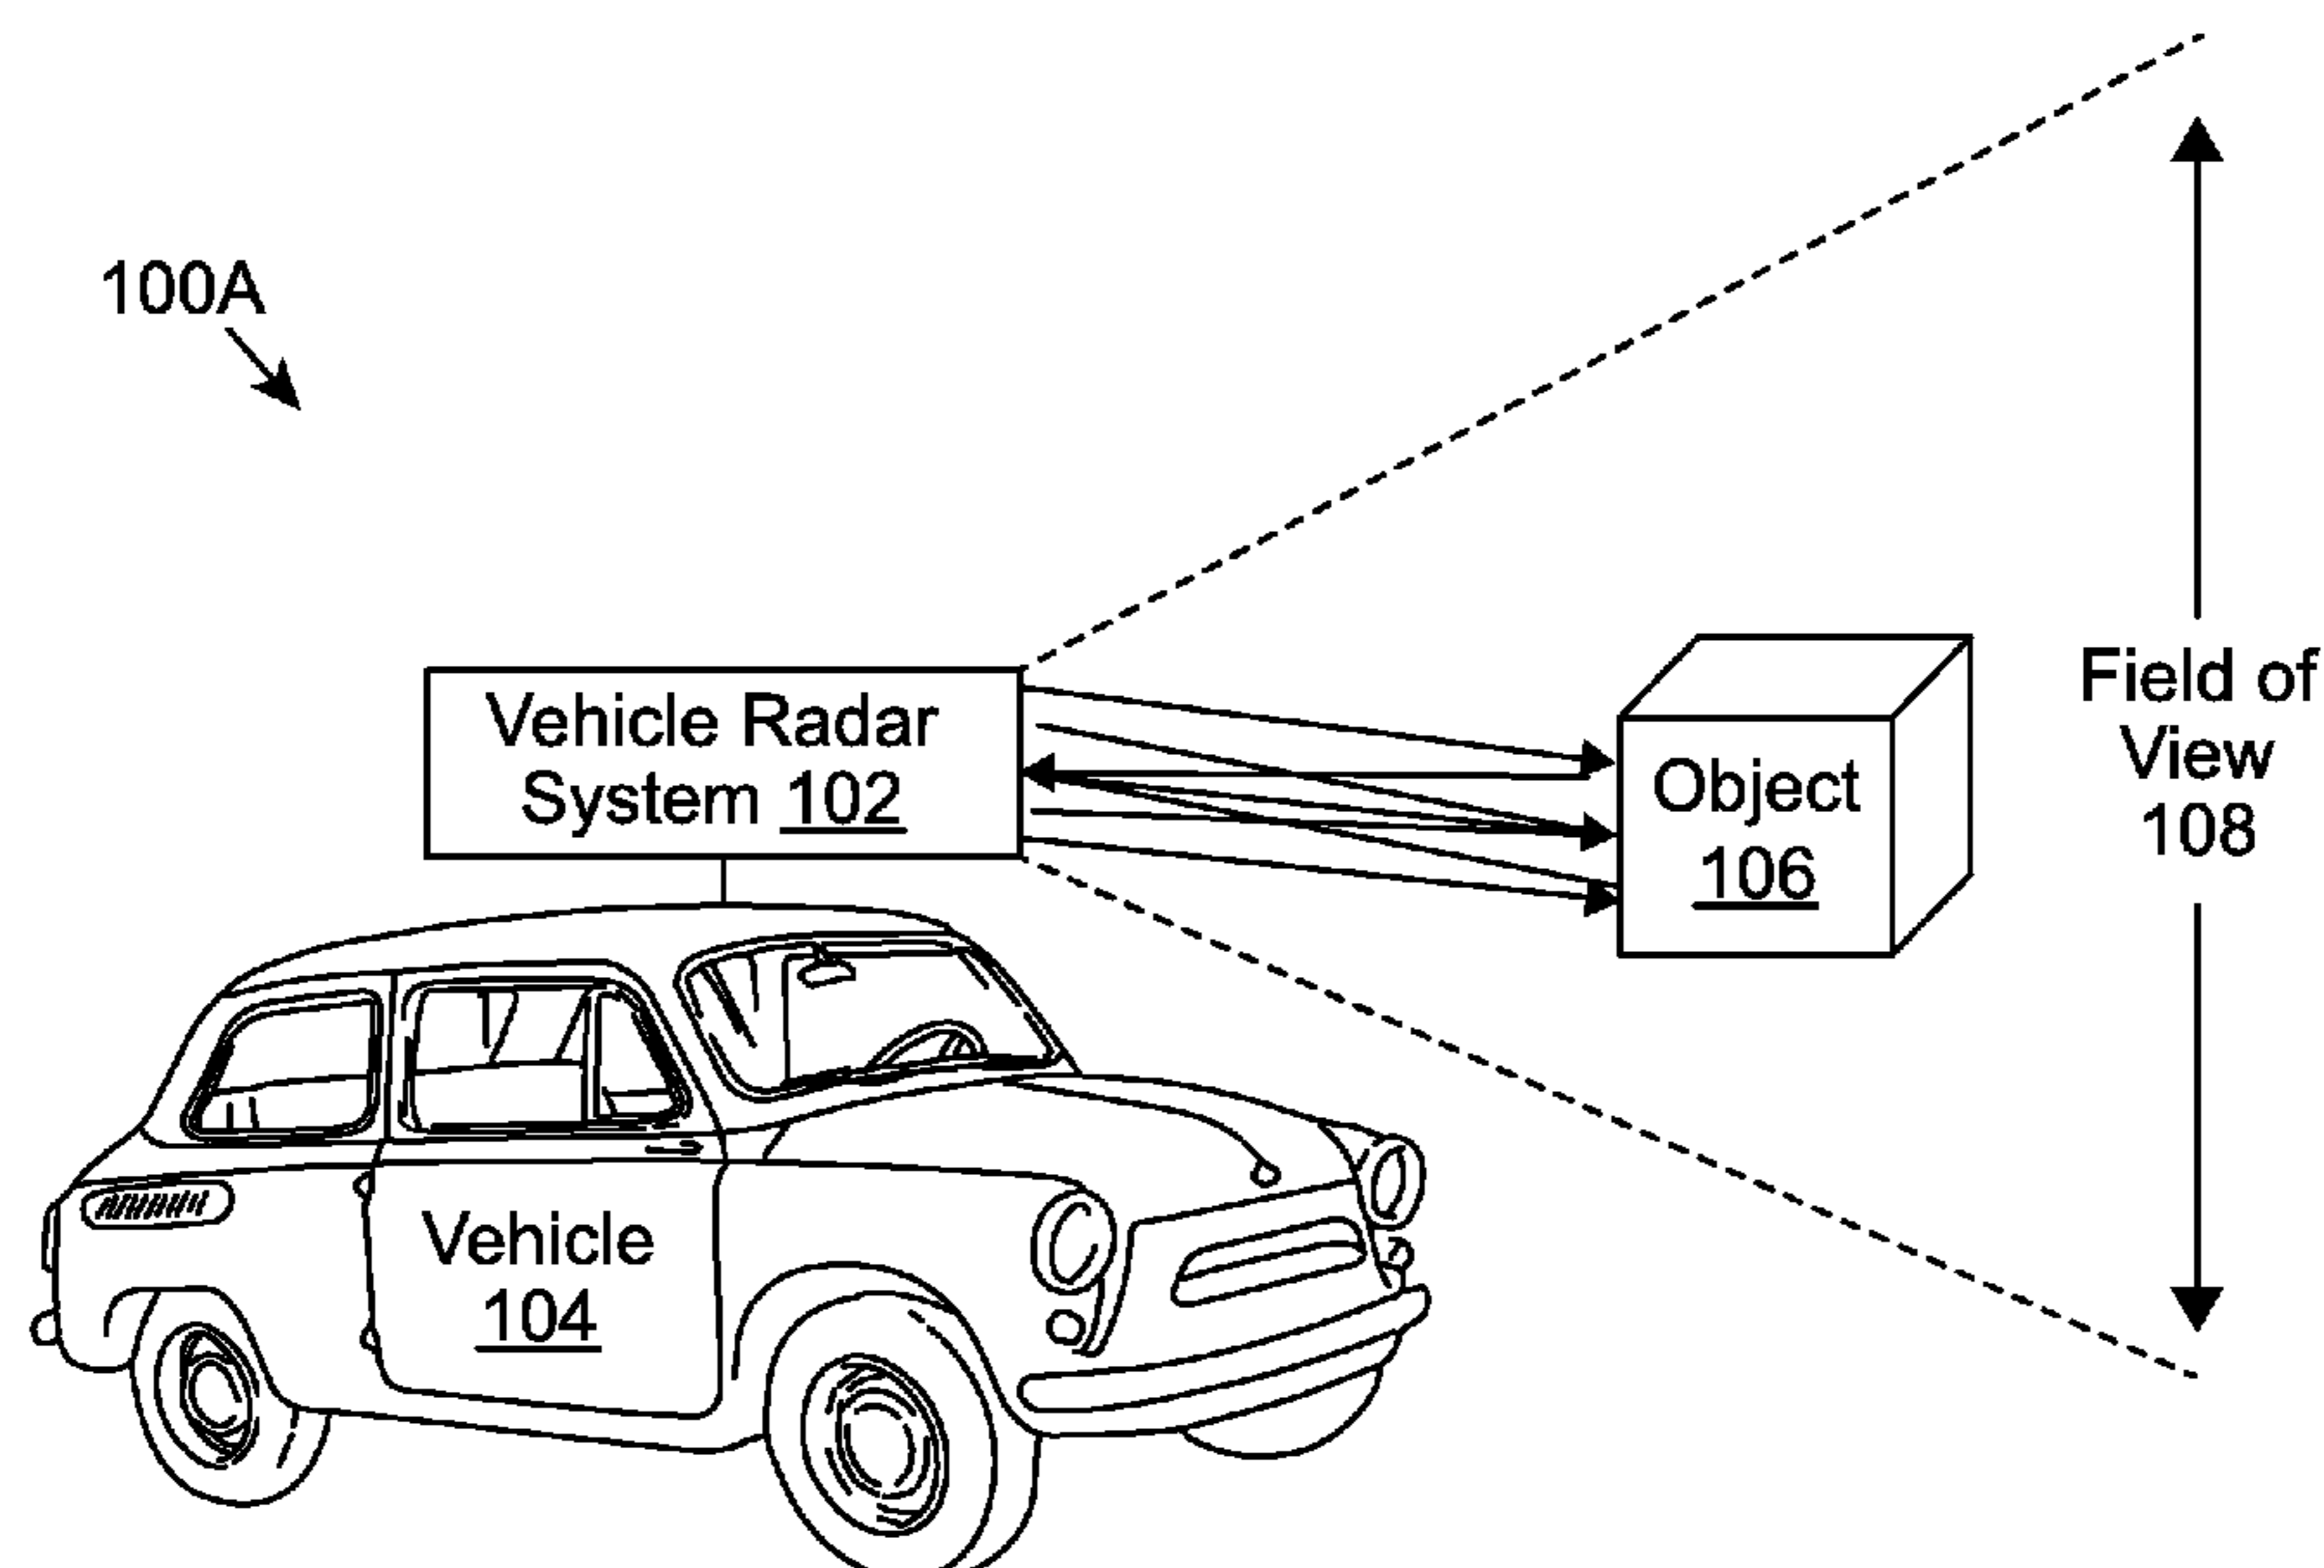 100A
Vehicle Radar
System 102
Object
106
Field of
View
108
Vehicle
104